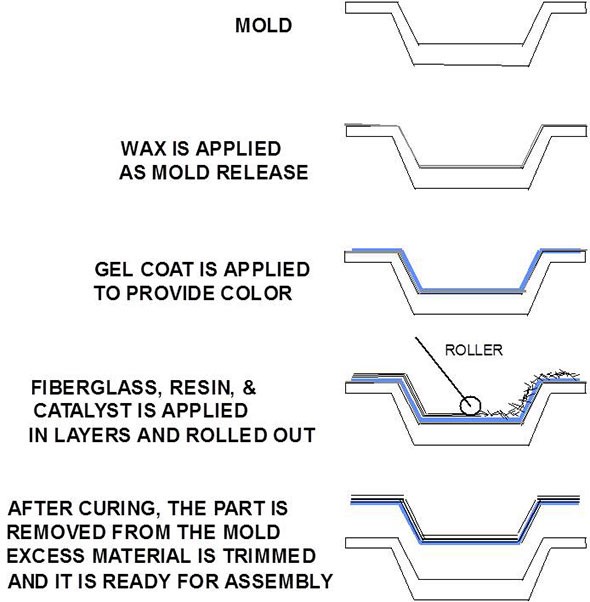 MOLD
WAX IS APPLIED
AS MOLD RELEASE
GEL COAT IS APPLIED
TO PROVIDE COLOR
ROLLER
FIBERGLASS, RESIN, &
CATALYST IS APPLIED
IN LAYERS AND ROLLED OUT
AFTER CURING, THE PART IS
REMOVED FROM THE MOLD
EXCESS MATERIAL IS TRIMMED
AND IT IS READY FOR ASSEMBLY